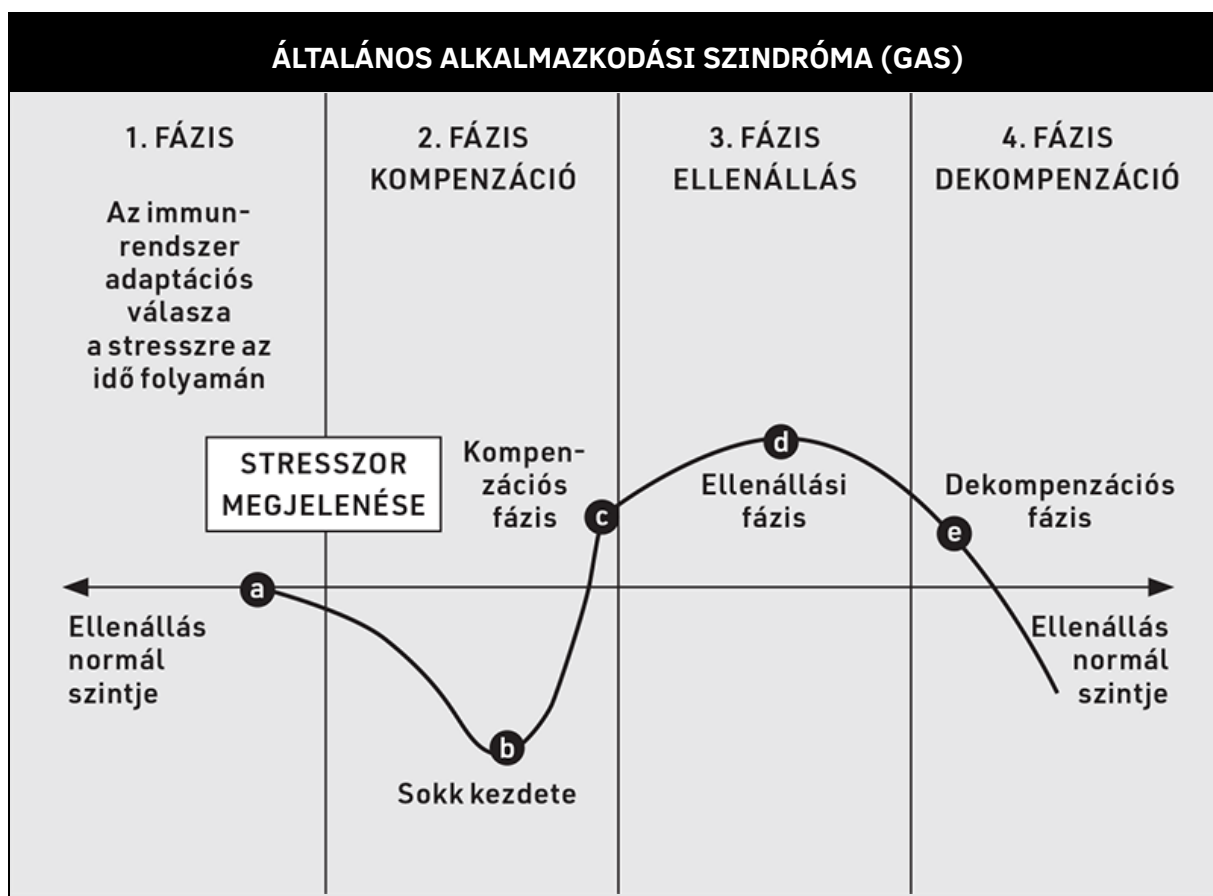 ÁLTALÁNOS ALKALMAZKODÁSI SZINDRÓMA (GAS)
1. FÁZIS
Az immun-
rendszer
adaptációs
válasza
a stresszre az
idő folyamán
2. FÁZIS
KOMPENZÁCIÓ
3. FÁZIS
ELLENÁLLÁS
4. FÁZIS
DEKOMPENZÁCIÓ
STRESSZOR
MEGJELENÉSE
Kompen-
zációs
fázis
c
d
Ellenállási
fázis
Dekompenzációs
fázis
e
a
Ellenállás
normál
szintje
Ellenállás
normál
szintje
b
Sokk kezdete